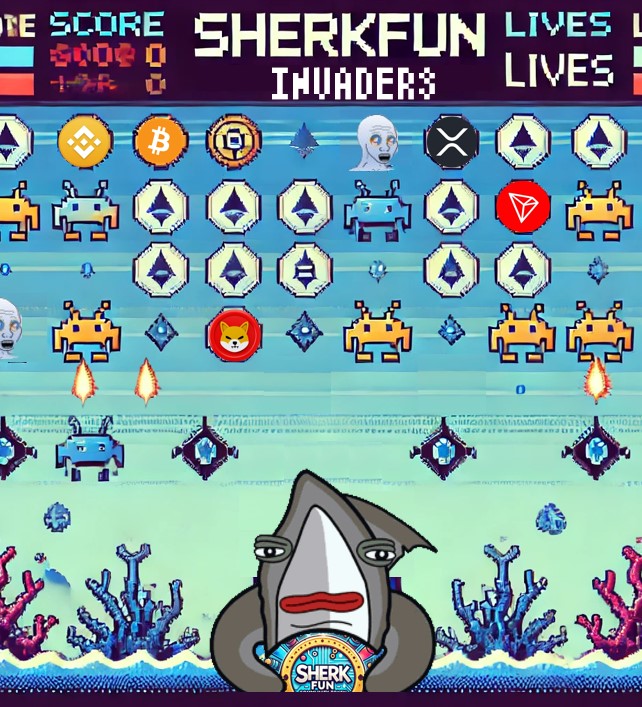 SCORE
0
0
SHERKFUN
INVADERS
LIVES
LIVES
SHERK
FUN